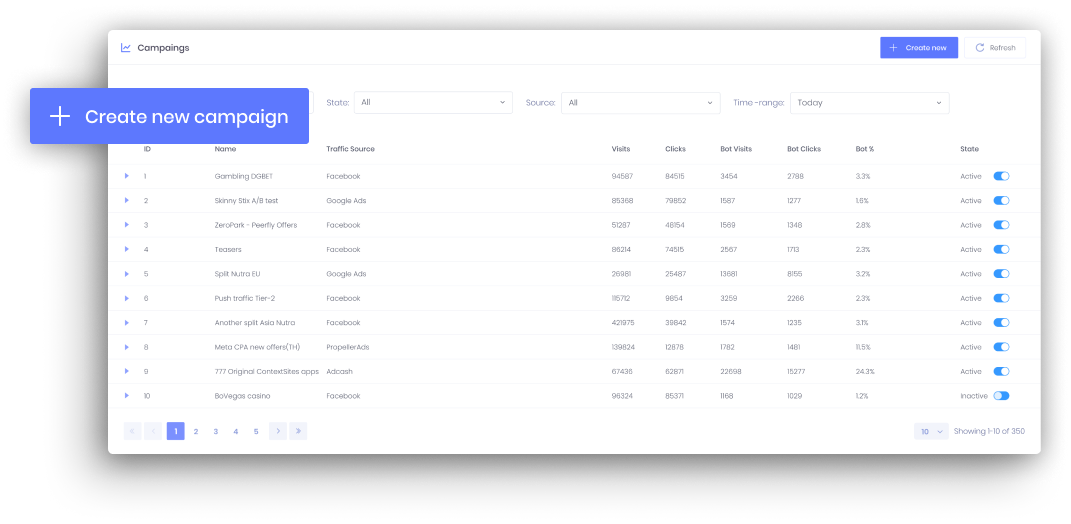 Campaings
Create new
Refresh
Create new campaign
State: All
Source: All
Time -range: Today
ID Name Traffic Source Visits Clicks Bot Visits Bot Clicks Bot % State
1 Gambling DGBET Facebook 94587 84515 3454 2788 3.3% Active
2 Skinny Stix A/B test Google Ads 85368 79852 1587 1277 1.6% Active
3 ZeroPark - Peerfly Offers Facebook 51287 48154 1569 1348 2.8% Active
4 Teasers Facebook 86214 74515 2567 1713 2.3% Active
5 Split Nutra EU Google Ads 26981 25487 13681 8155 3.2% Active
6 Push traffic Tier-2 Facebook 115712 9854 3259 2266 2.3% Active
7 Another split Asia Nutra Facebook 421975 39842 1574 1235 3.1% Active
8 Meta CPA new offers(TH) PropellerAds 139824 12878 1782 1481 11.5% Active
9 777 Original ContextSites apps Adcash 67436 62871 22698 15277 24.3% Active
10 BoVegas casino Facebook 96324 85371 1168 1029 1.2% Inactive
1 2 3 4 5
10 Showing 1-10 of 350